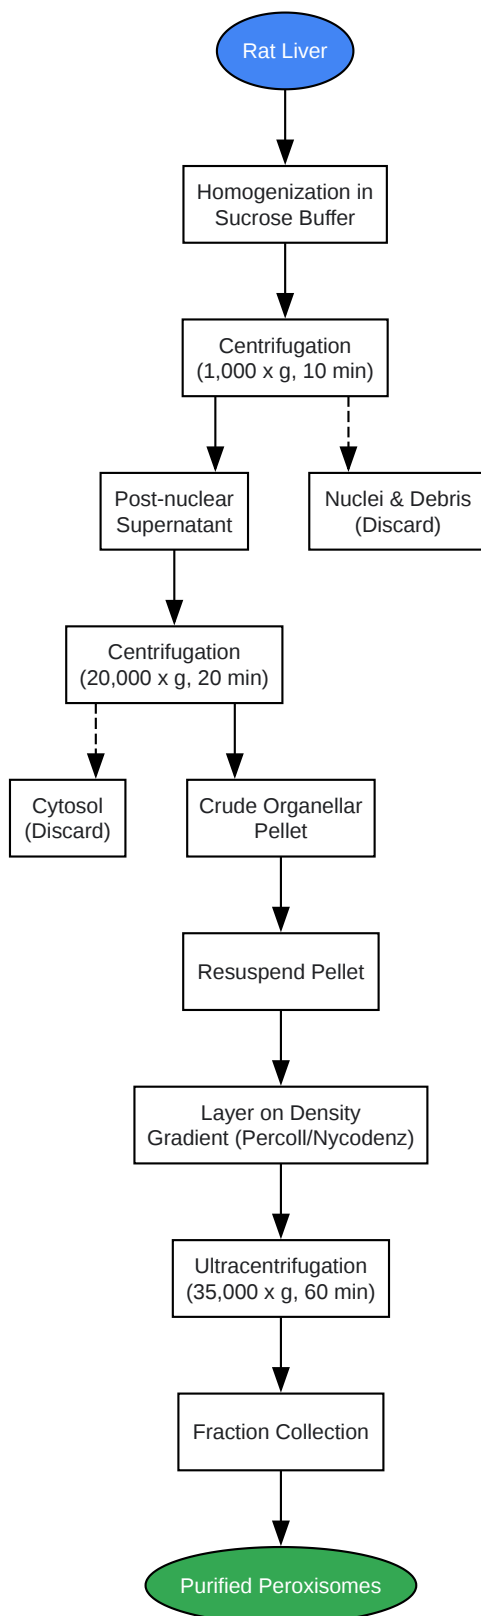 Rat Liver
Homogenization in
Sucrose Buffer
Centrifugation
(1,000 x g, 10 min)
Post-nuclear
Supernatant
Nuclei & Debris
(Discard)
Centrifugation
(20,000 x g, 20 min)
Cytosol
(Discard)
Crude Organellar
Pellet
Resuspend Pellet
Layer on Density
Gradient (Percoll/Nycodenz)
Ultracentrifugation
(35,000 x g, 60 min)
Fraction Collection
Purified Peroxisomes